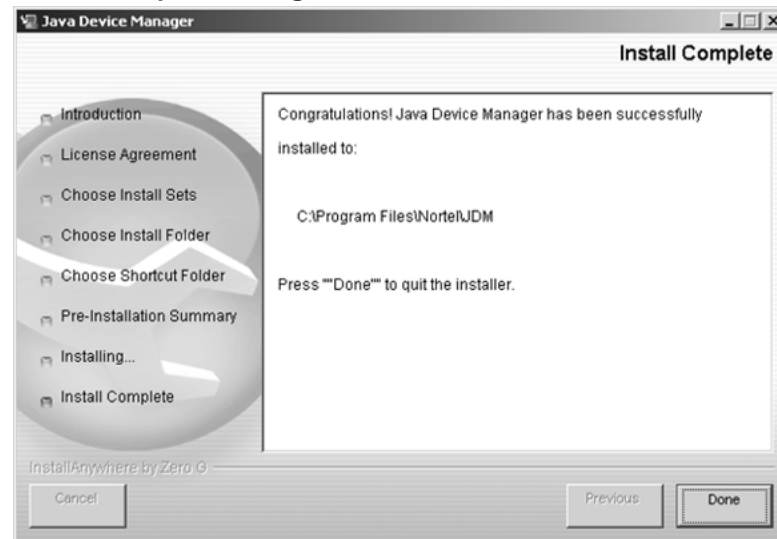 Java Device Manager
Install Complete
Introduction
License Agreement
Choose Install Sets
Choose Install Folder
Choose Shortcut Folder
Pre-Installation Summary
Installing...
Install Complete
Congratulations! Java Device Manager has been successfully
installed to:
C:\Program Files\Nortel\JDM
Press ""Done"" to quit the installer.
InstallAnywhere by Zero G
Cancel
Previous
Done